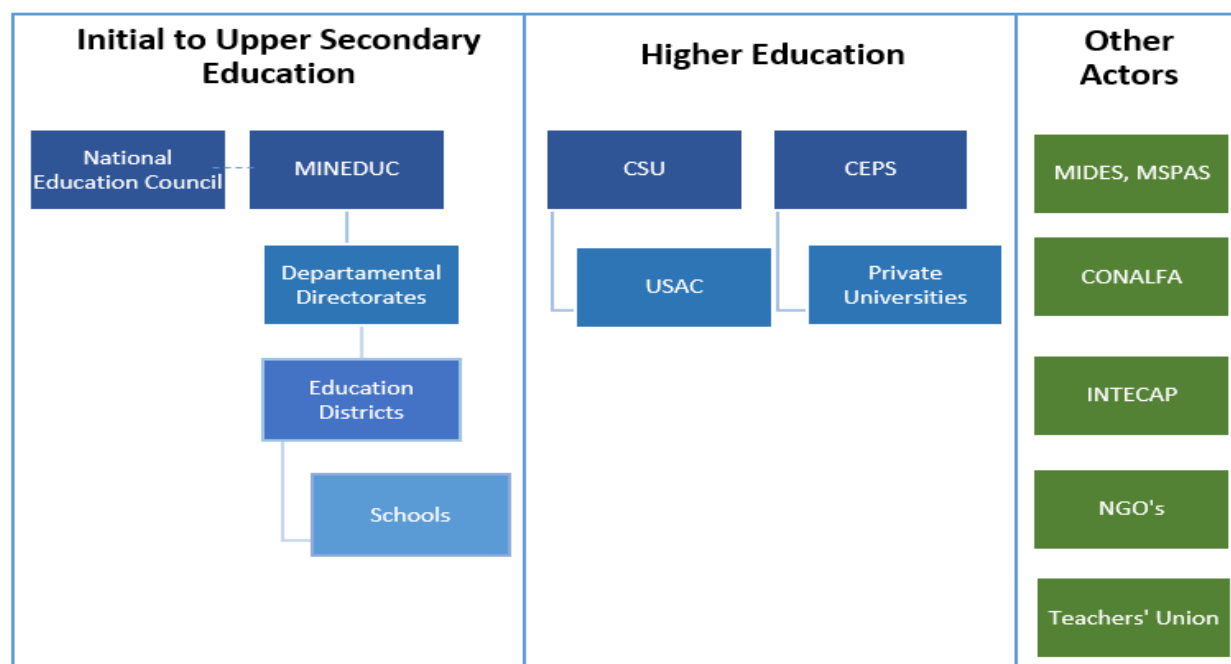 Initial to Upper Secondary
Education
National
Education Council
MINEDUC
Departamental
Directorates
Education
Districts
Schools
Higher Education
CSU
CEPS
USAC
Private
Universities
Other
Actors
MIDES, MSPAS
CONALFA
INTECAP
NGO's
Teachers' Union